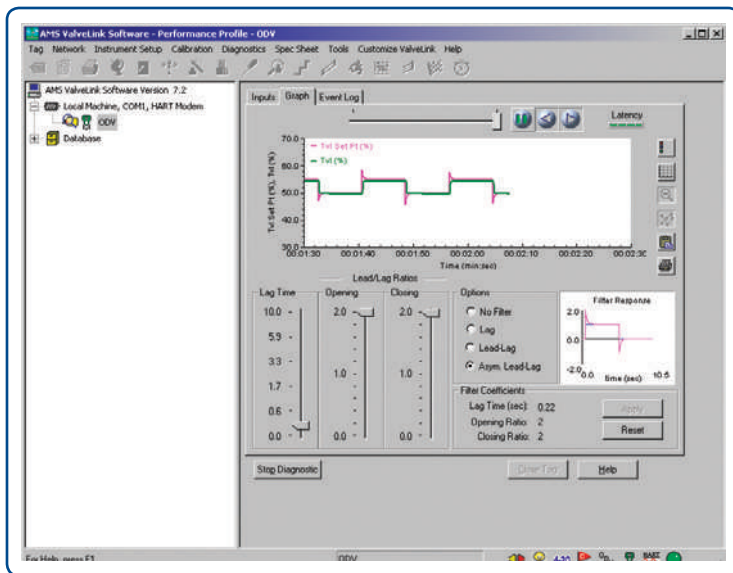 AMS ValveLink Software - Performance Profile - ODV
Tag Network Instrument Setup Calibration Diagnostics Spec Sheet Tools Customize ValveLink Help
AMS ValveLink Software Version 7.2
Local Machine, COM1, HART Modem
ODV
Database
Inputs Graph Event Log
Latency
70.0
60.0
50.0
40.0
30.0
Tvl Set Pt (%), Tvl (%)
Tvl Set Pt (%)
Tvl (%)
00:01:30 00:01:40 00:01:50 00:02:00 00:02:10 00:02:20 00:02:30
Time (min:sec)
Lead/Lag Ratios
Lag Time Opening Closing
10.0 2.0 2.0
5.9
3.3
1.7 1.0 1.0
0.6
0.0 0.0 0.0
Options
No Filter
Lag
Lead-Lag
Asym. Lead-Lag
Filter Response
2.0
0.0
-2.0
0.0 time (sec) 10.5
Filter Coefficients
Lag Time (sec): 0.22
Opening Ratio: 2
Closing Ratio: 2
Apply
Reset
Stop Diagnostic
Close Tab
Help
For Help, press F1
ODV
4-20
HART